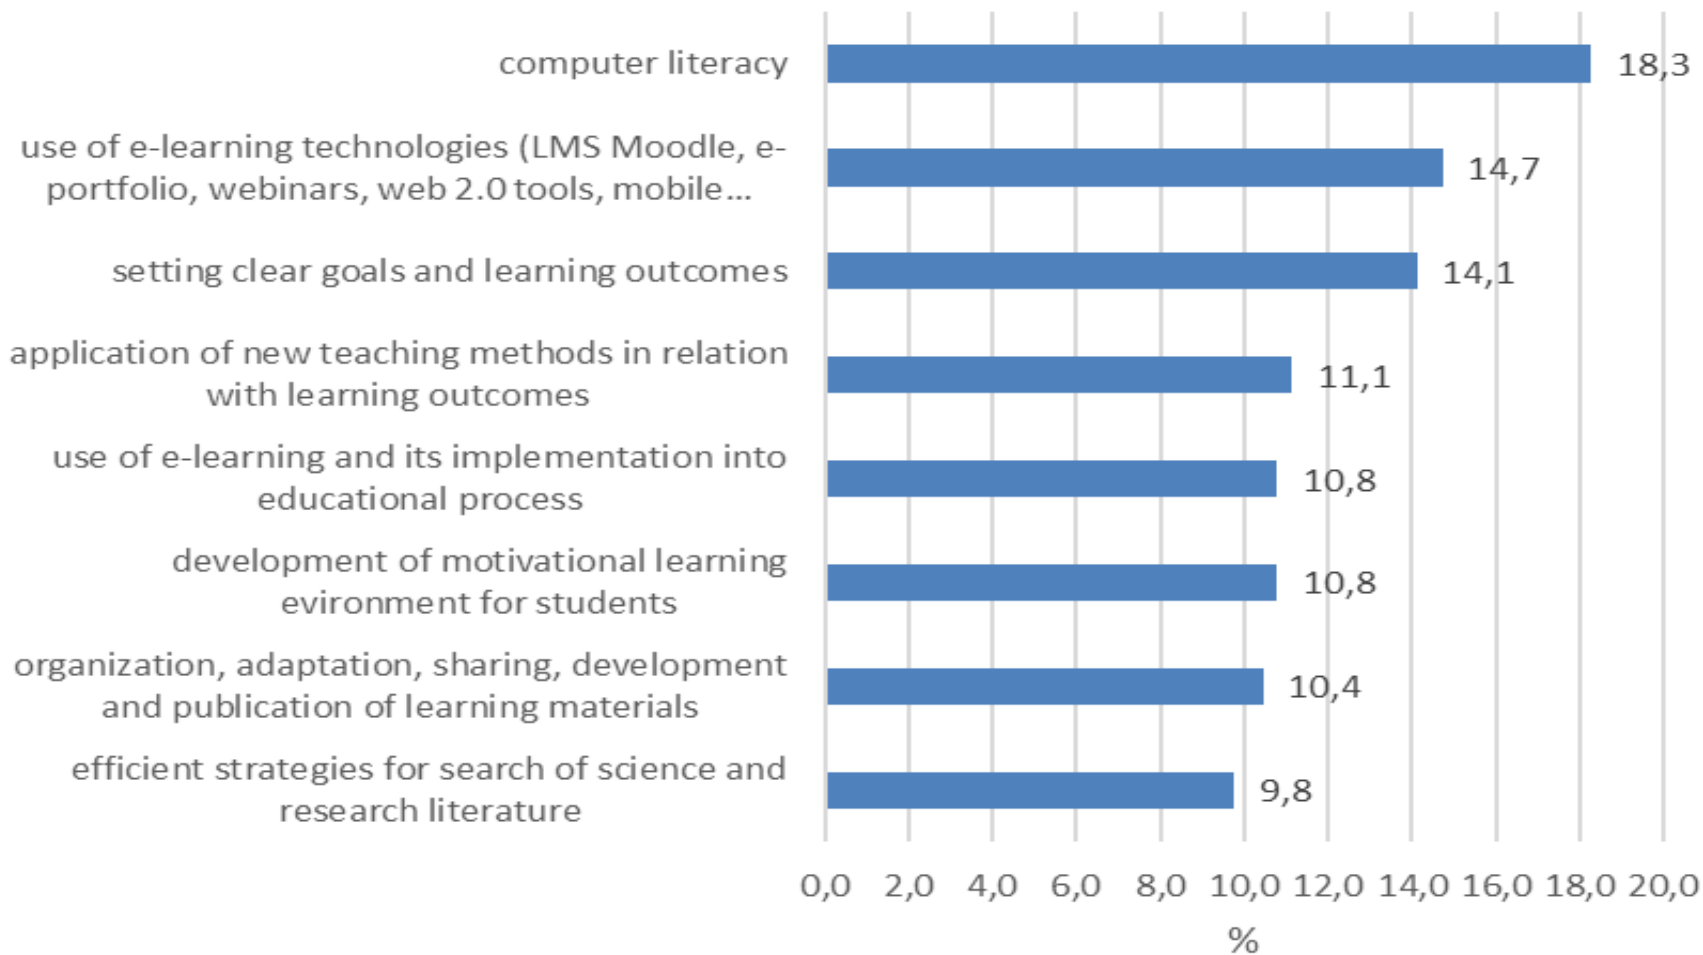 computer literacy
18,3
use of e-learning technologies (LMS Moodle, e-
portfolio, webinars, web 2.0 tools, mobile...
14,7
setting clear goals and learning outcomes
14,1
application of new teaching methods in relation
with learning outcomes
11,1
use of e-learning and its implementation into
educational process
10,8
development of motivational learning
evironment for students
10,8
organization, adaptation, sharing, development
and publication of learning materials
10,4
efficient strategies for search of science and
research literature
9,8
0,0 2,0 4,0 6,0 8,0 10,0 12,0 14,0 16,0 18,0 20,0
%